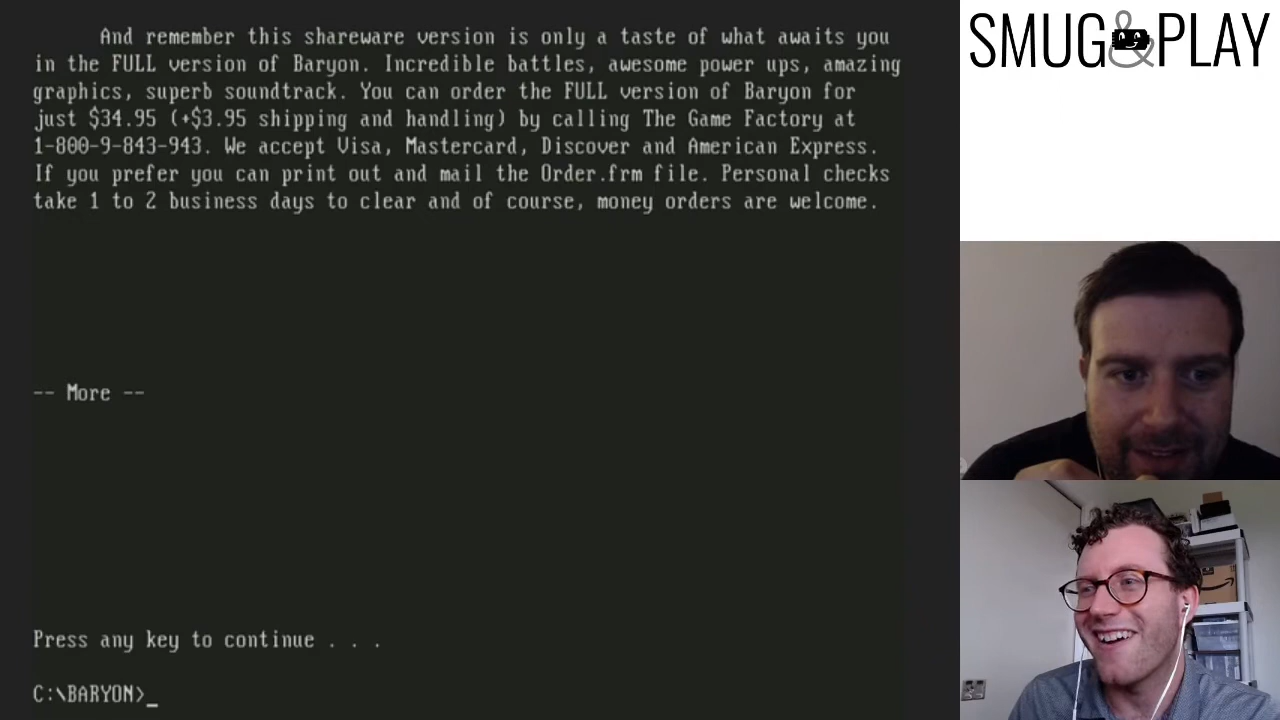 And remember this shareware version is only a taste of what awaits you
in the FULL version of Baryon. Incredible battles, awesome power ups, amazing
graphics, superb soundtrack. You can order the FULL version of Baryon for
just $34.95 (+$3.95 shipping and handling) by calling The Game Factory at
1-800-9-843-943. We accept Visa, Mastercard, Discover and American Express.
If you prefer you can print out and mail the Order.frm file. Personal checks
take 1 to 2 business days to clear and of course, money orders are welcome.
-- More --
Press any key to continue . . .
C:\BARYON>_
SMUG&PLAY